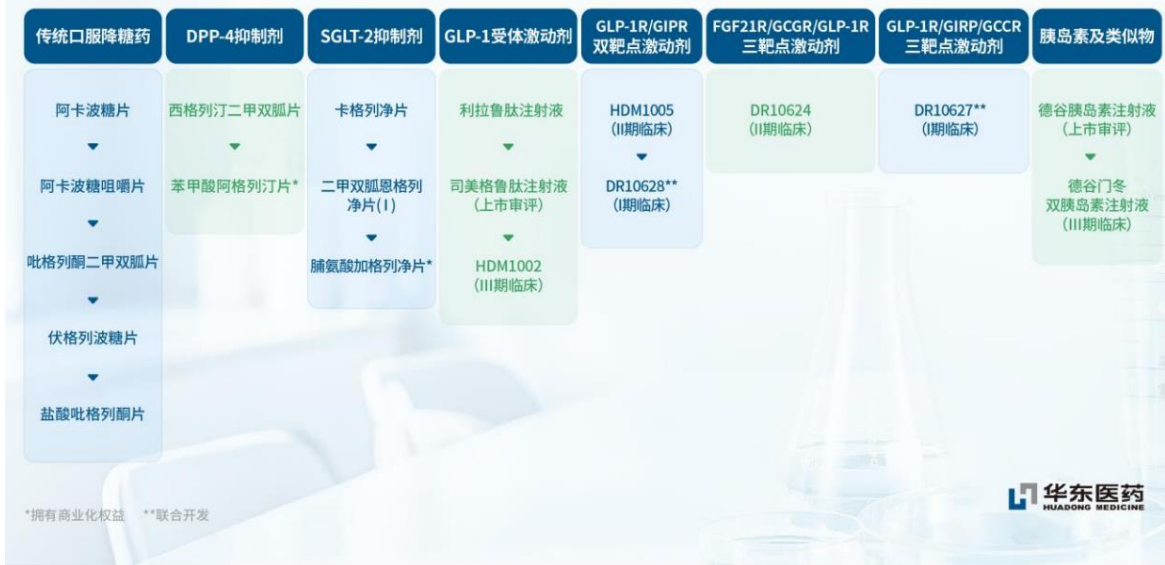 传统口服降糖药
阿卡波糖片
阿卡波糖咀嚼片
吡格列酮二甲双胍片
伏格列波糖片
盐酸吡格列酮片
DPP-4抑制剂
西格列汀二甲双胍片
苯甲酸阿格列汀片*
SGLT-2抑制剂
卡格列净片
二甲双胍恩格列
净片(I)
脯氨酸加格列净片*
GLP-1受体激动剂
利拉鲁肽注射液
司美格鲁肽注射液
(上市审评)
HDM1002
(III期临床)
GLP-1R/GIPR
双靶点激动剂
HDM1005
(II期临床)
DR10628**
(I期临床)
FGF21R/GCGR/GLP-1R
三靶点激动剂
DR10624
(II期临床)
GLP-1R/GIRP/GCCR
三靶点激动剂
DR10627**
(I期临床)
胰岛素及类似物
德谷胰岛素注射液
(上市审评)
德谷门冬
双胰岛素注射液
(III期临床)
*拥有商业化权益 **联合开发
华东医药
HUADONG MEDICINE